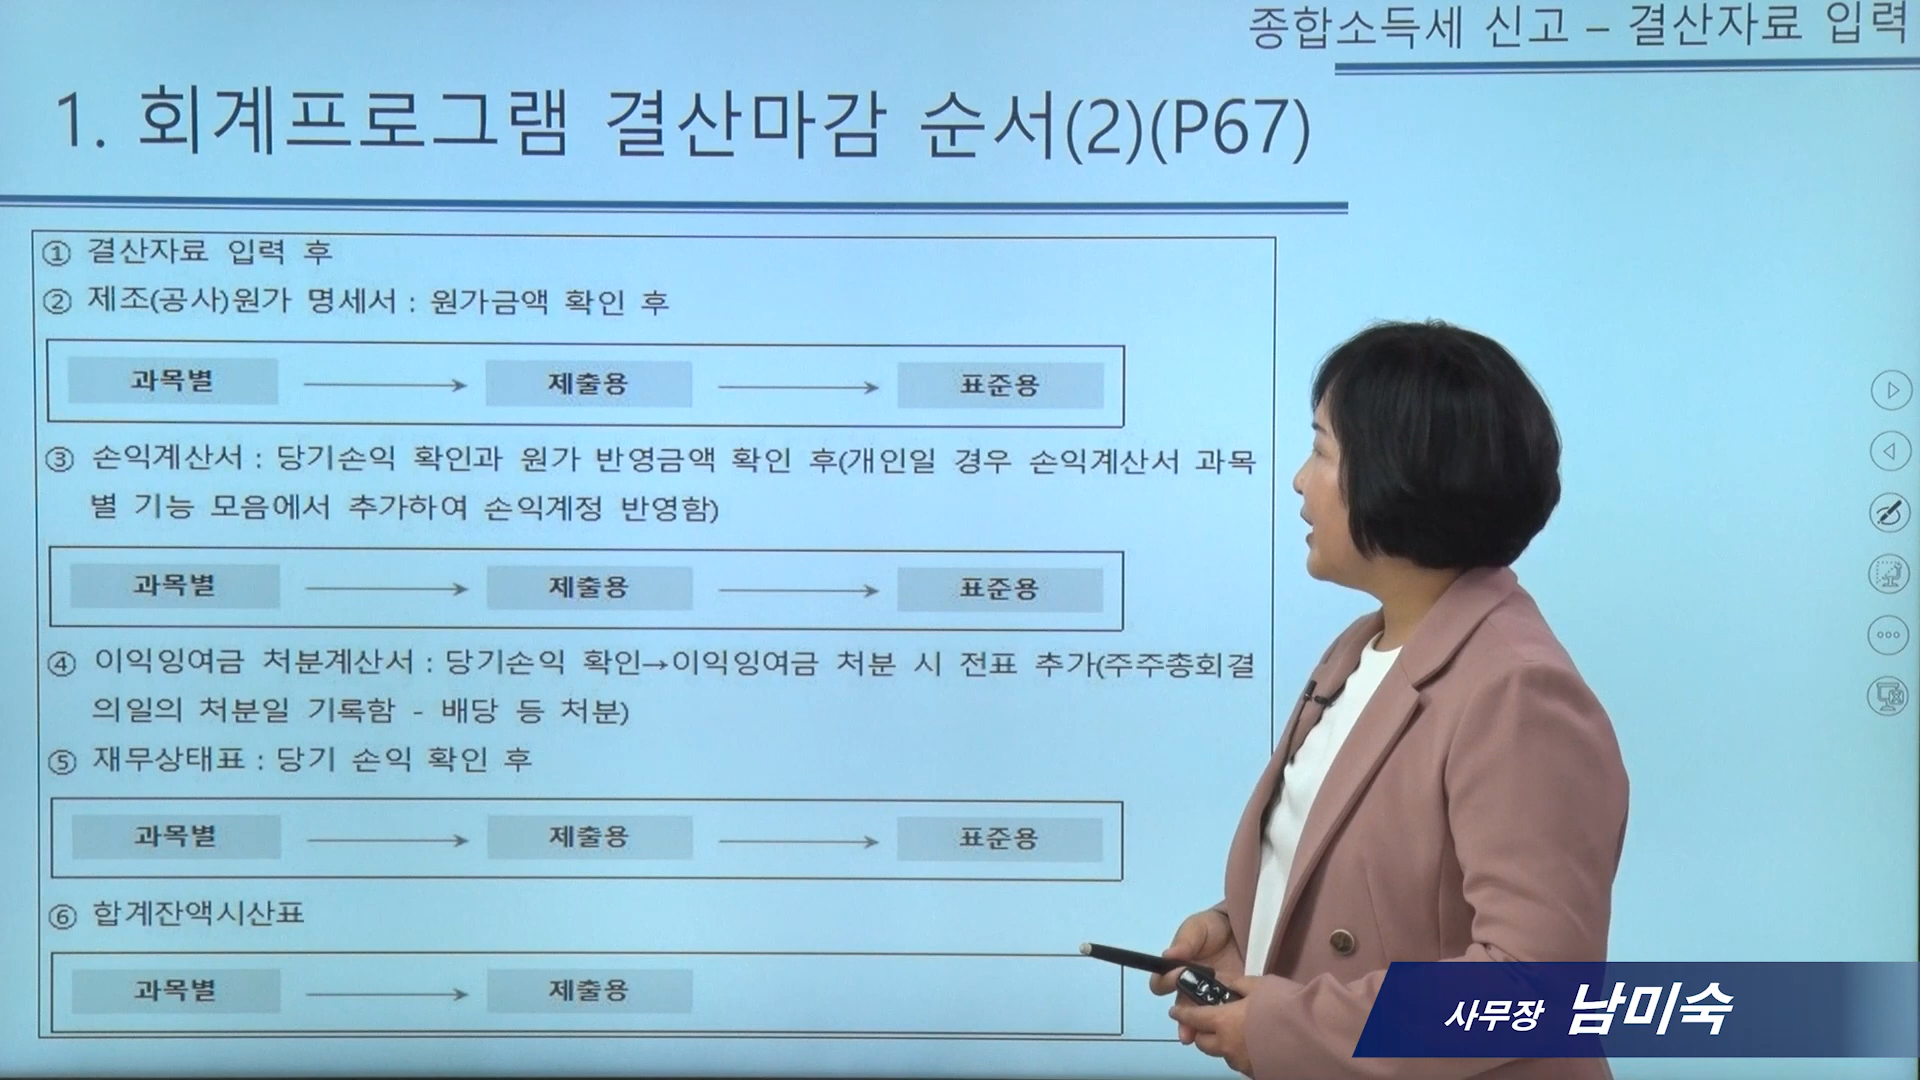 종합소득세 신고 – 결산자료 입력
1. 회계프로그램 결산마감 순서(2)(P67)
① 결산자료 입력 후
② 제조(공사)원가 명세서 : 원가금액 확인 후
과목별 → 제출용 → 표준용
③ 손익계산서 : 당기손익 확인과 원가 반영금액 확인 후(개인일 경우 손익계산서 과목
별 기능 모음에서 추가하여 손익계정 반영함)
과목별 → 제출용 → 표준용
④ 이익잉여금 처분계산서 : 당기손익 확인→이익잉여금 처분 시 전표 추가(주주총회결
의일의 처분일 기록함 - 배당 등 처분)
⑤ 재무상태표 : 당기 손익 확인 후
과목별 → 제출용 → 표준용
⑥ 합계잔액시산표
과목별 → 제출용
사무장 남미숙